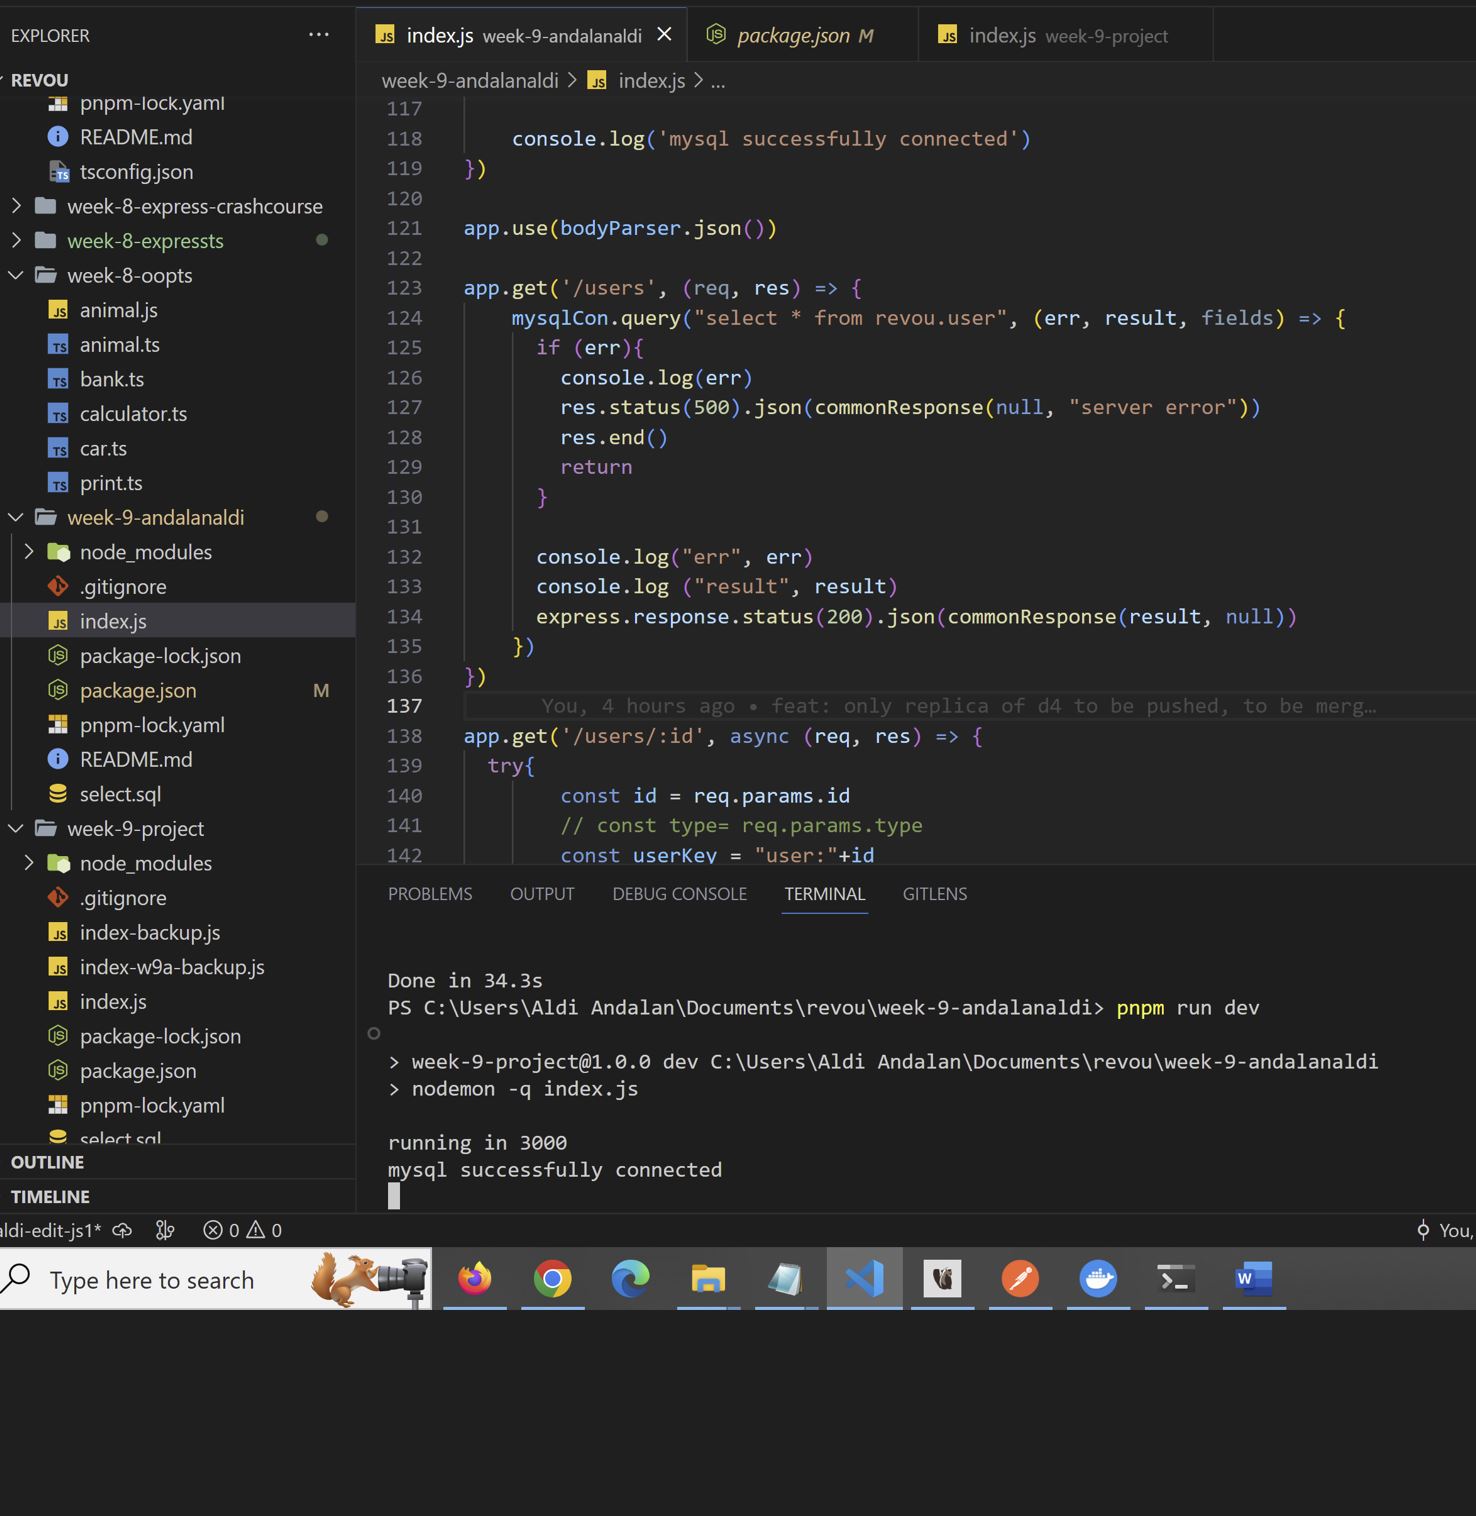 EXPLORER
REVOU
pnpm-lock.yaml
README.md
tsconfig.json
week-8-express-crashcourse
week-8-expressts
week-8-oopts
animal.js
animal.ts
bank.ts
calculator.ts
car.ts
print.ts
week-9-andalanaldi
node_modules
.gitignore
index.js
package-lock.json
package.json M
pnpm-lock.yaml
README.md
select.sql
week-9-project
node_modules
.gitignore
index-backup.js
index-w9a-backup.js
index.js
package-lock.json
package.json
pnpm-lock.yaml
select.sql
OUTLINE
TIMELINE
index.js week-9-andalanaldi
package.json M
index.js week-9-project
week-9-andalanaldi > index.js > ...
117
118 console.log('mysql successfully connected')
119 })
120
121 app.use(bodyParser.json())
122
123 app.get('/users', (req, res) => {
124 mysqlCon.query("select * from revou.user", (err, result, fields) => {
125 if (err){
126 console.log(err)
127 res.status(500).json(commonResponse(null, "server error"))
128 res.end()
129 return
130 }
131
132 console.log("err", err)
133 console.log ("result", result)
134 express.response.status(200).json(commonResponse(result, null))
135 })
136 })
137 You, 4 hours ago • feat: only replica of d4 to be pushed, to be merg…
138 app.get('/users/:id', async (req, res) => {
139 try{
140 const id = req.params.id
141 // const type= req.params.type
142 const userKey = "user:"+id
PROBLEMS OUTPUT DEBUG CONSOLE TERMINAL GITLENS
Done in 34.3s
PS C:\Users\Aldi Andalan\Documents\revou\week-9-andalanaldi> pnpm run dev
> week-9-project@1.0.0 dev C:\Users\Aldi Andalan\Documents\revou\week-9-andalanaldi
> nodemon -q index.js
running in 3000
mysql successfully connected
aldi-edit-js1* 0 0 You,
Type here to search